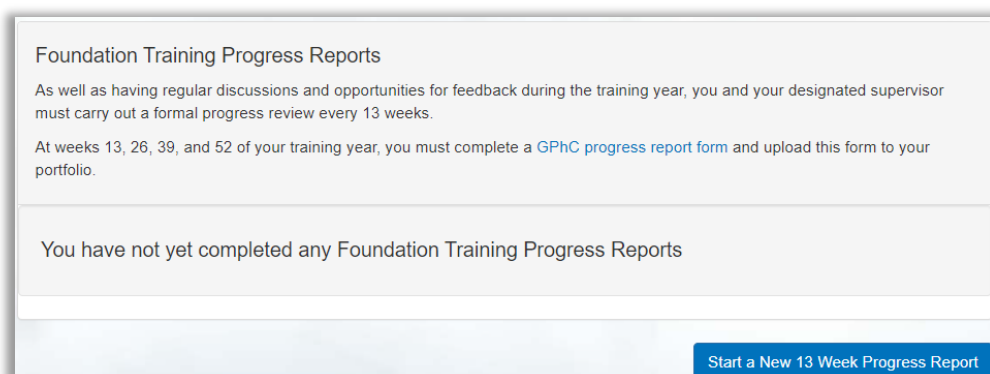 Foundation Training Progress Reports
As well as having regular discussions and opportunities for feedback during the training year, you and your designated supervisor
must carry out a formal progress review every 13 weeks.
At weeks 13, 26, 39, and 52 of your training year, you must complete a GPhC progress report form and upload this form to your
portfolio.
You have not yet completed any Foundation Training Progress Reports
Start a New 13 Week Progress Report